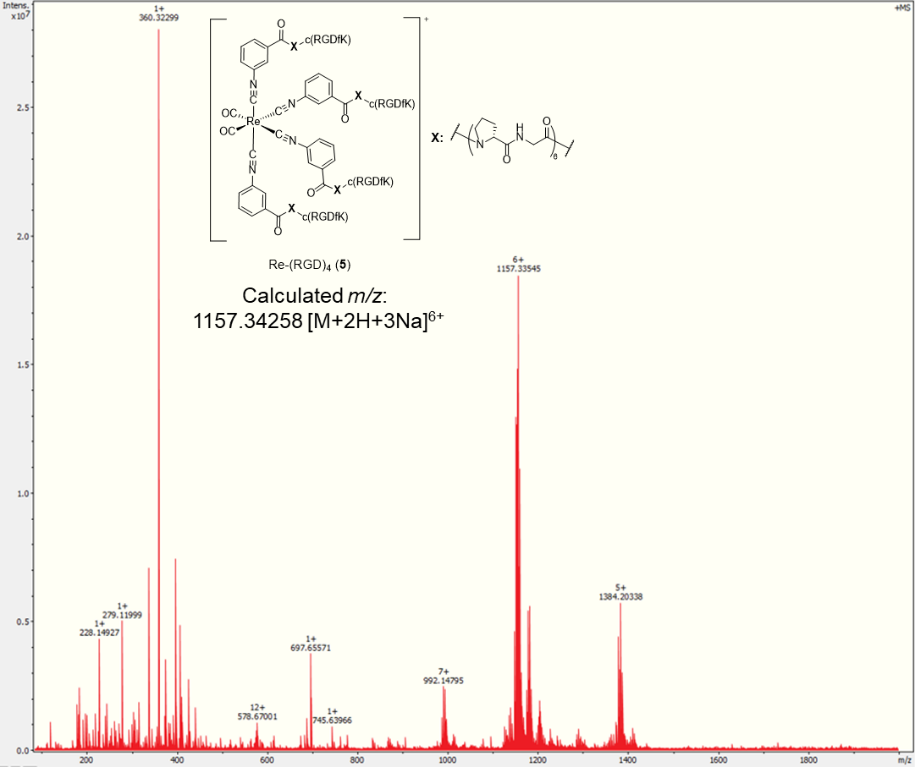 Intens.
x10⁷
+MS
1+
360.32299
+
O
X
c(RGDfK)
N
C
OC
OC
Re
C≡N
X
c(RGDfK)
O
C≡N
X
c(RGDfK)
O
C
N
X
c(RGDfK)
O
X:
N
O
H
N
O
6
2.5
2.0
1.5
1.0
0.5
0.0
Re-(RGD)₄ (5)
Calculated m/z:
1157.34258 [M+2H+3Na]⁶⁺
6+
1157.33545
5+
1384.20338
1+
279.11999
1+
228.14927
1+
697.65571
7+
992.14795
12+
578.67001
1+
745.63966
200
400
600
800
1000
1200
1400
1600
1800
m/z